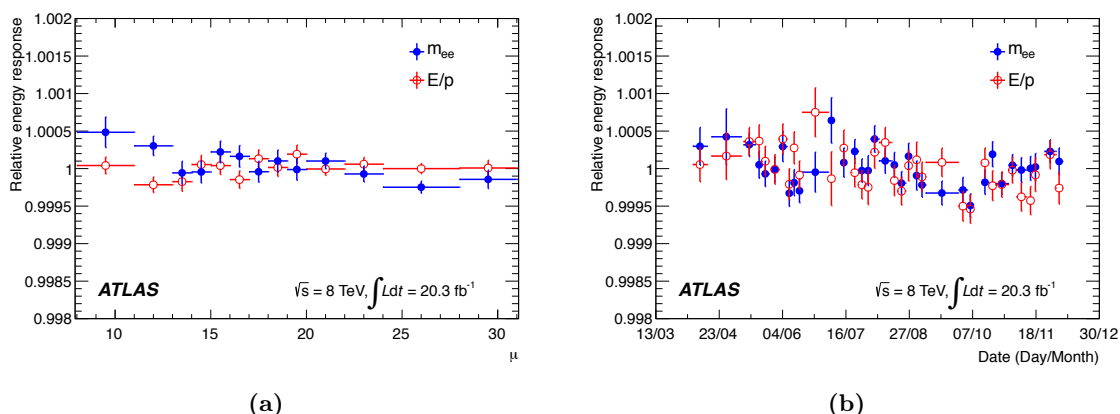 Relative energy response
1.002
1.0015
1.001
1.0005
1
0.9995
0.999
0.9985
0.998
m_ee
E/p
ATLAS
√s = 8 TeV, ∫Ldt = 20.3 fb⁻¹
10 15 20 25 30
μ
(a)
Relative energy response
1.002
1.0015
1.001
1.0005
1
0.9995
0.999
0.9985
0.998
m_ee
E/p
ATLAS
√s = 8 TeV, ∫Ldt = 20.3 fb⁻¹
13/03 23/04 04/06 16/07 27/08 07/10 18/11 30/12
Date (Day/Month)
(b)